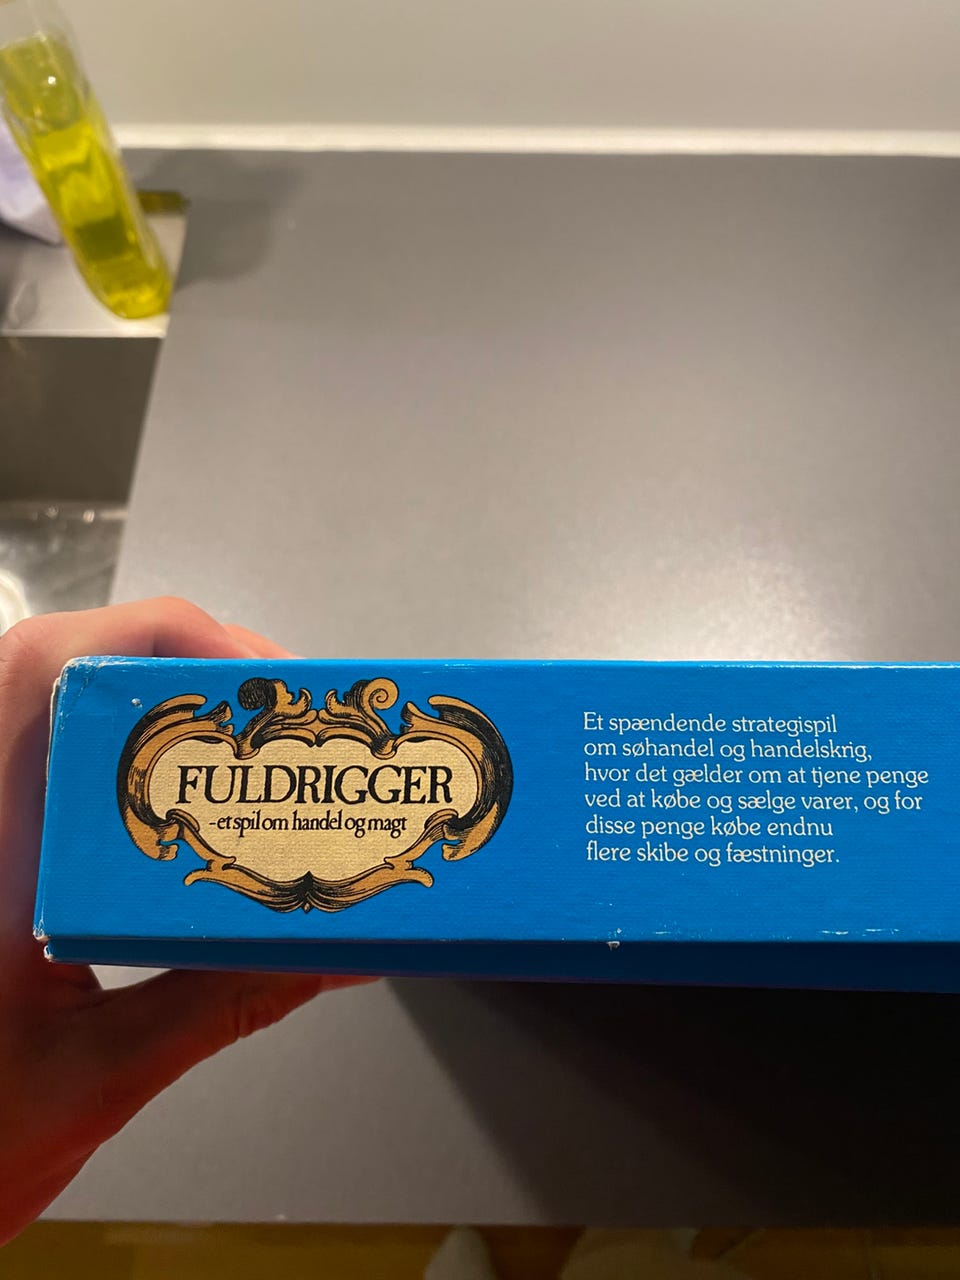 FULDRIGGER
-et spil om handel og magt
Et spændende strategispil
om søhandel og handelskrig,
hvor det gælder om at tjene penge
ved at købe og sælge varer, og for
disse penge købe endnu
flere skibe og fæstninger.